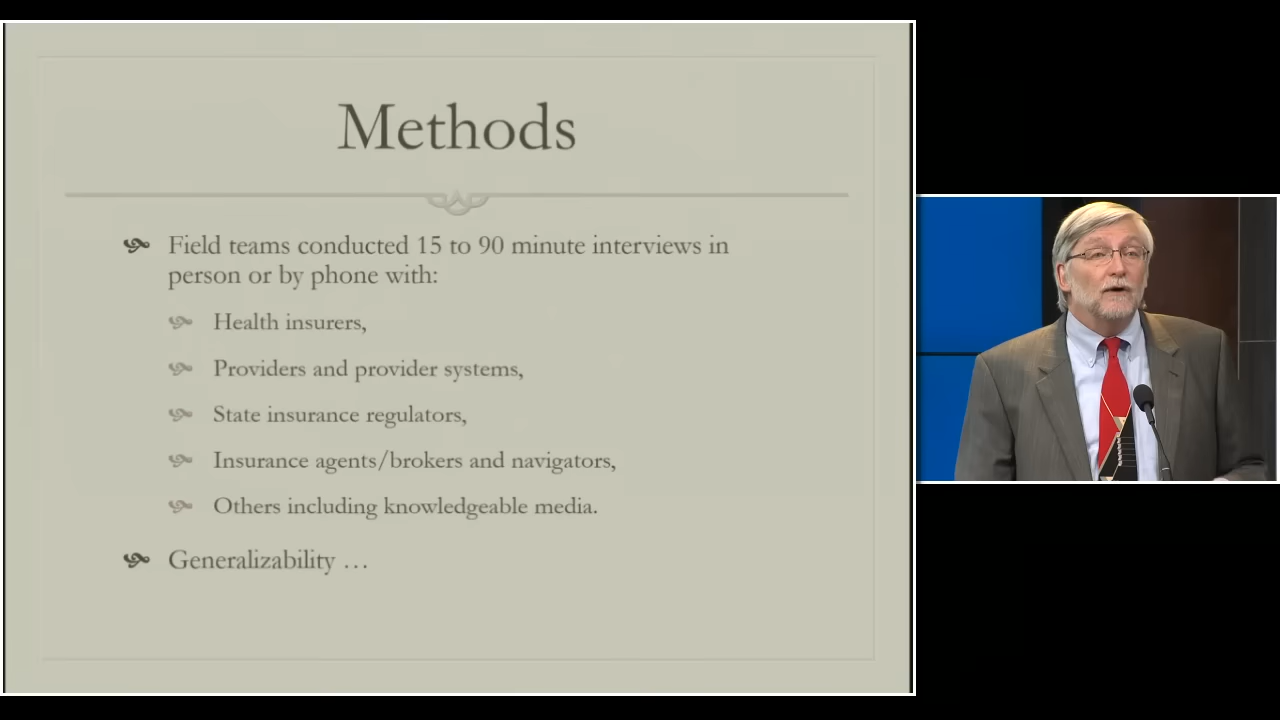 Methods
Field teams conducted 15 to 90 minute interviews in
person or by phone with:
Health insurers,
Providers and provider systems,
State insurance regulators,
Insurance agents/brokers and navigators,
Others including knowledgeable media.
Generalizability …